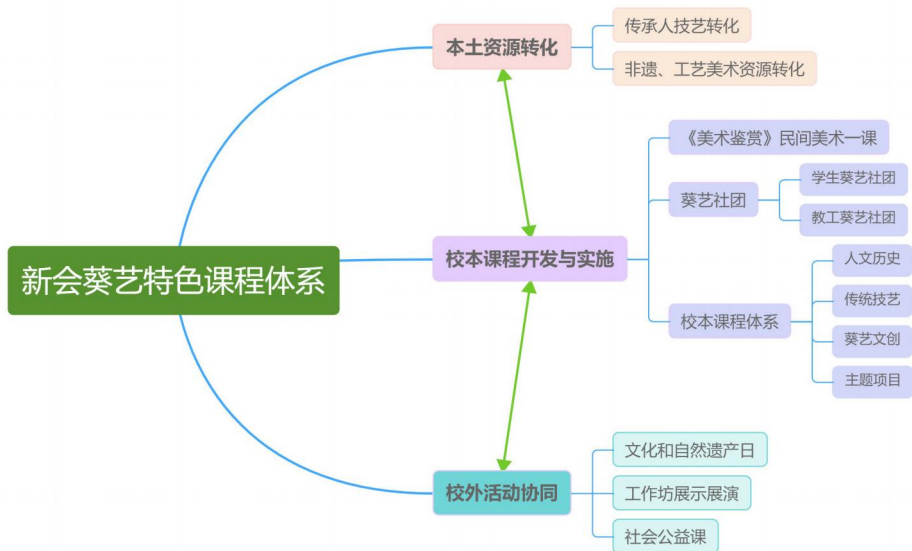 新会葵艺特色课程体系
本土资源转化
传承人技艺转化
非遗、工艺美术资源转化
校本课程开发与实施
《美术鉴赏》民间美术一课
葵艺社团
学生葵艺社团
教工葵艺社团
校本课程体系
人文历史
传统技艺
葵艺文创
主题项目
校外活动协同
文化和自然遗产日
工作坊展示展演
社会公益课